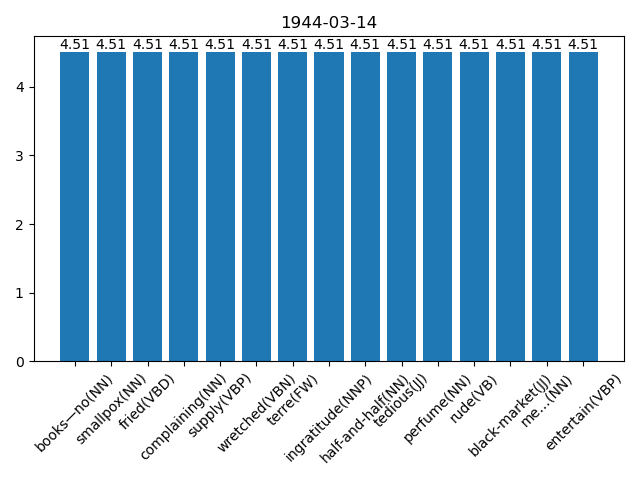 1944-03-14
4.51 4.51 4.51 4.51 4.51 4.51 4.51 4.51 4.51 4.51 4.51 4.51 4.51 4.51 4.51
4
3
2
1
0
books—no(NN)
smallpox(NN)
fried(VBD)
complaining(NN)
supply(VBP)
wretched(VBN)
terre(FW)
ingratitude(NNP)
half-and-half(NN)
tedious(JJ)
perfume(NN)
rude(VB)
black-market(JJ)
me...(NN)
entertain(VBP)